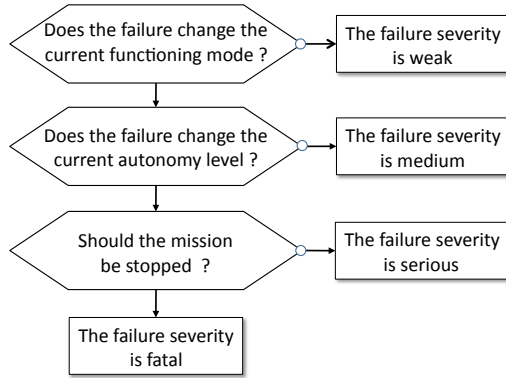 Does the failure change the
current functioning mode ?
The failure severity
is weak
Does the failure change the
current autonomy level ?
The failure severity
is medium
Should the mission
be stopped ?
The failure severity
is serious
The failure severity
is fatal